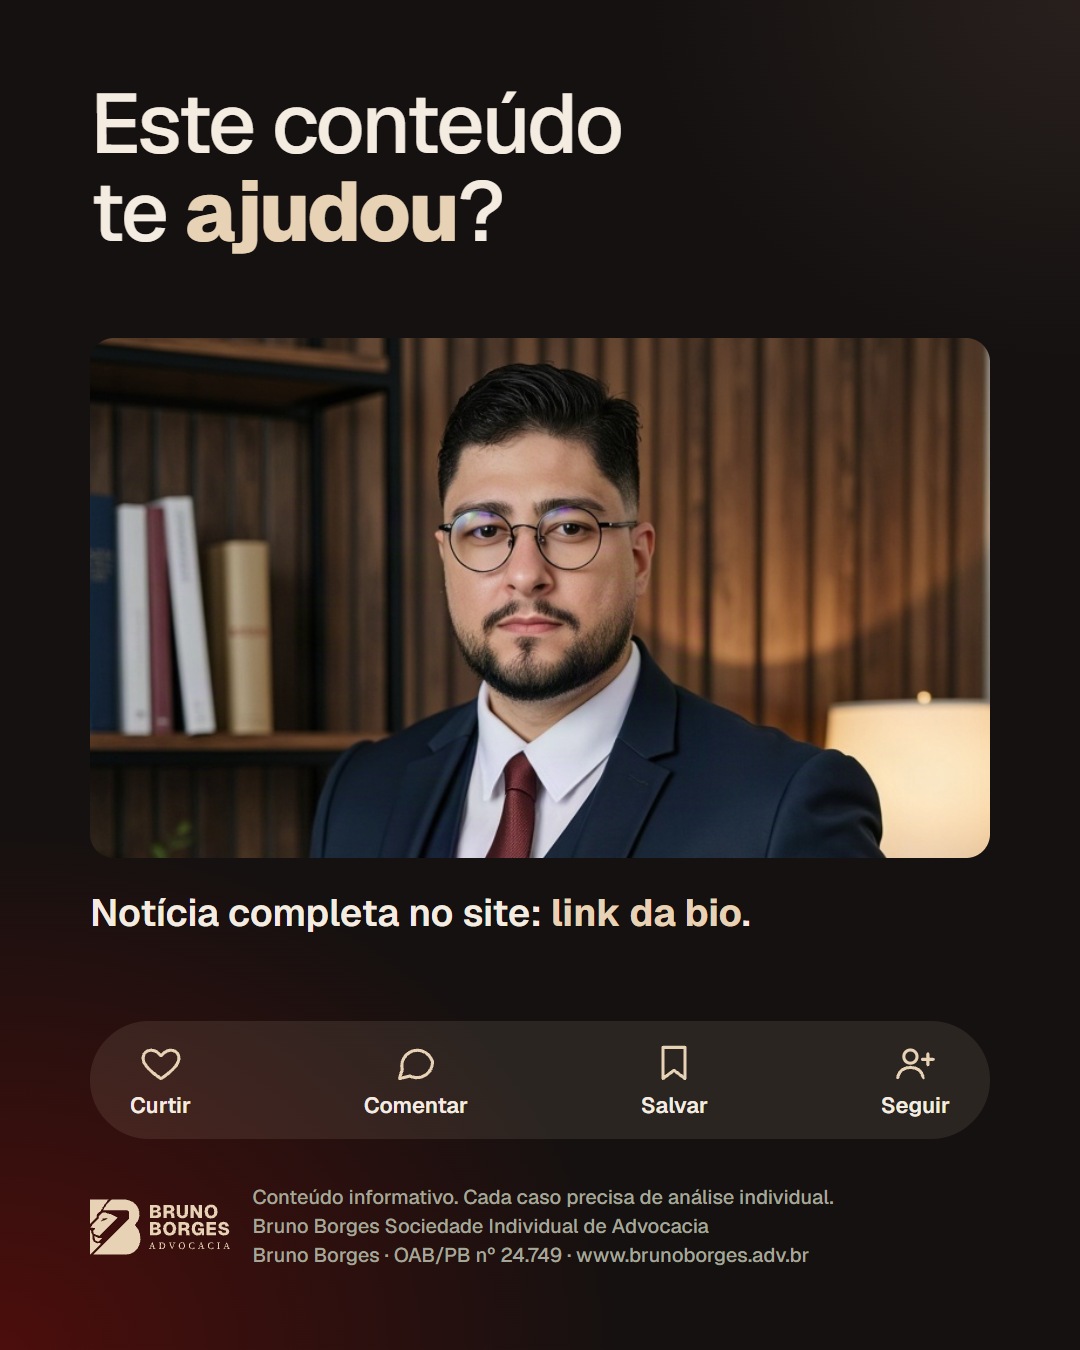 Este conteúdo
te ajudou?
Notícia completa no site: link da bio.
Curtir
Comentar
Salvar
Seguir
BRUNO
BORGES
ADVOCACIA
Conteúdo informativo. Cada caso precisa de análise individual.
Bruno Borges Sociedade Individual de Advocacia
Bruno Borges · OAB/PB nº 24.749 · www.brunoborges.adv.br